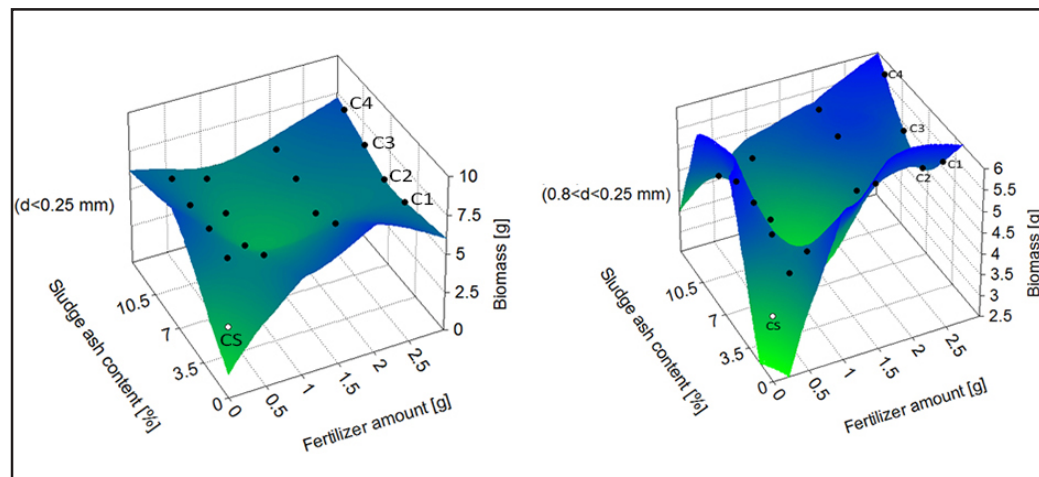 (d<0.25 mm)
C4
C3
C2
C1
CS
10
7.5
5
2.5
0
Biomass [g]
10.5
7
3.5
0
Sludge ash content [%]
0
0.5
1
1.5
2
2.5
Fertilizer amount [g]
(0.8<d<0.25 mm)
C4
C3
C2
C1
CS
6
5.5
5
4.5
4
3.5
3
2.5
Biomass [g]
10.5
7
3.5
0
Sludge ash content [%]
0
0.5
1
1.5
2
2.5
Fertilizer amount [g]